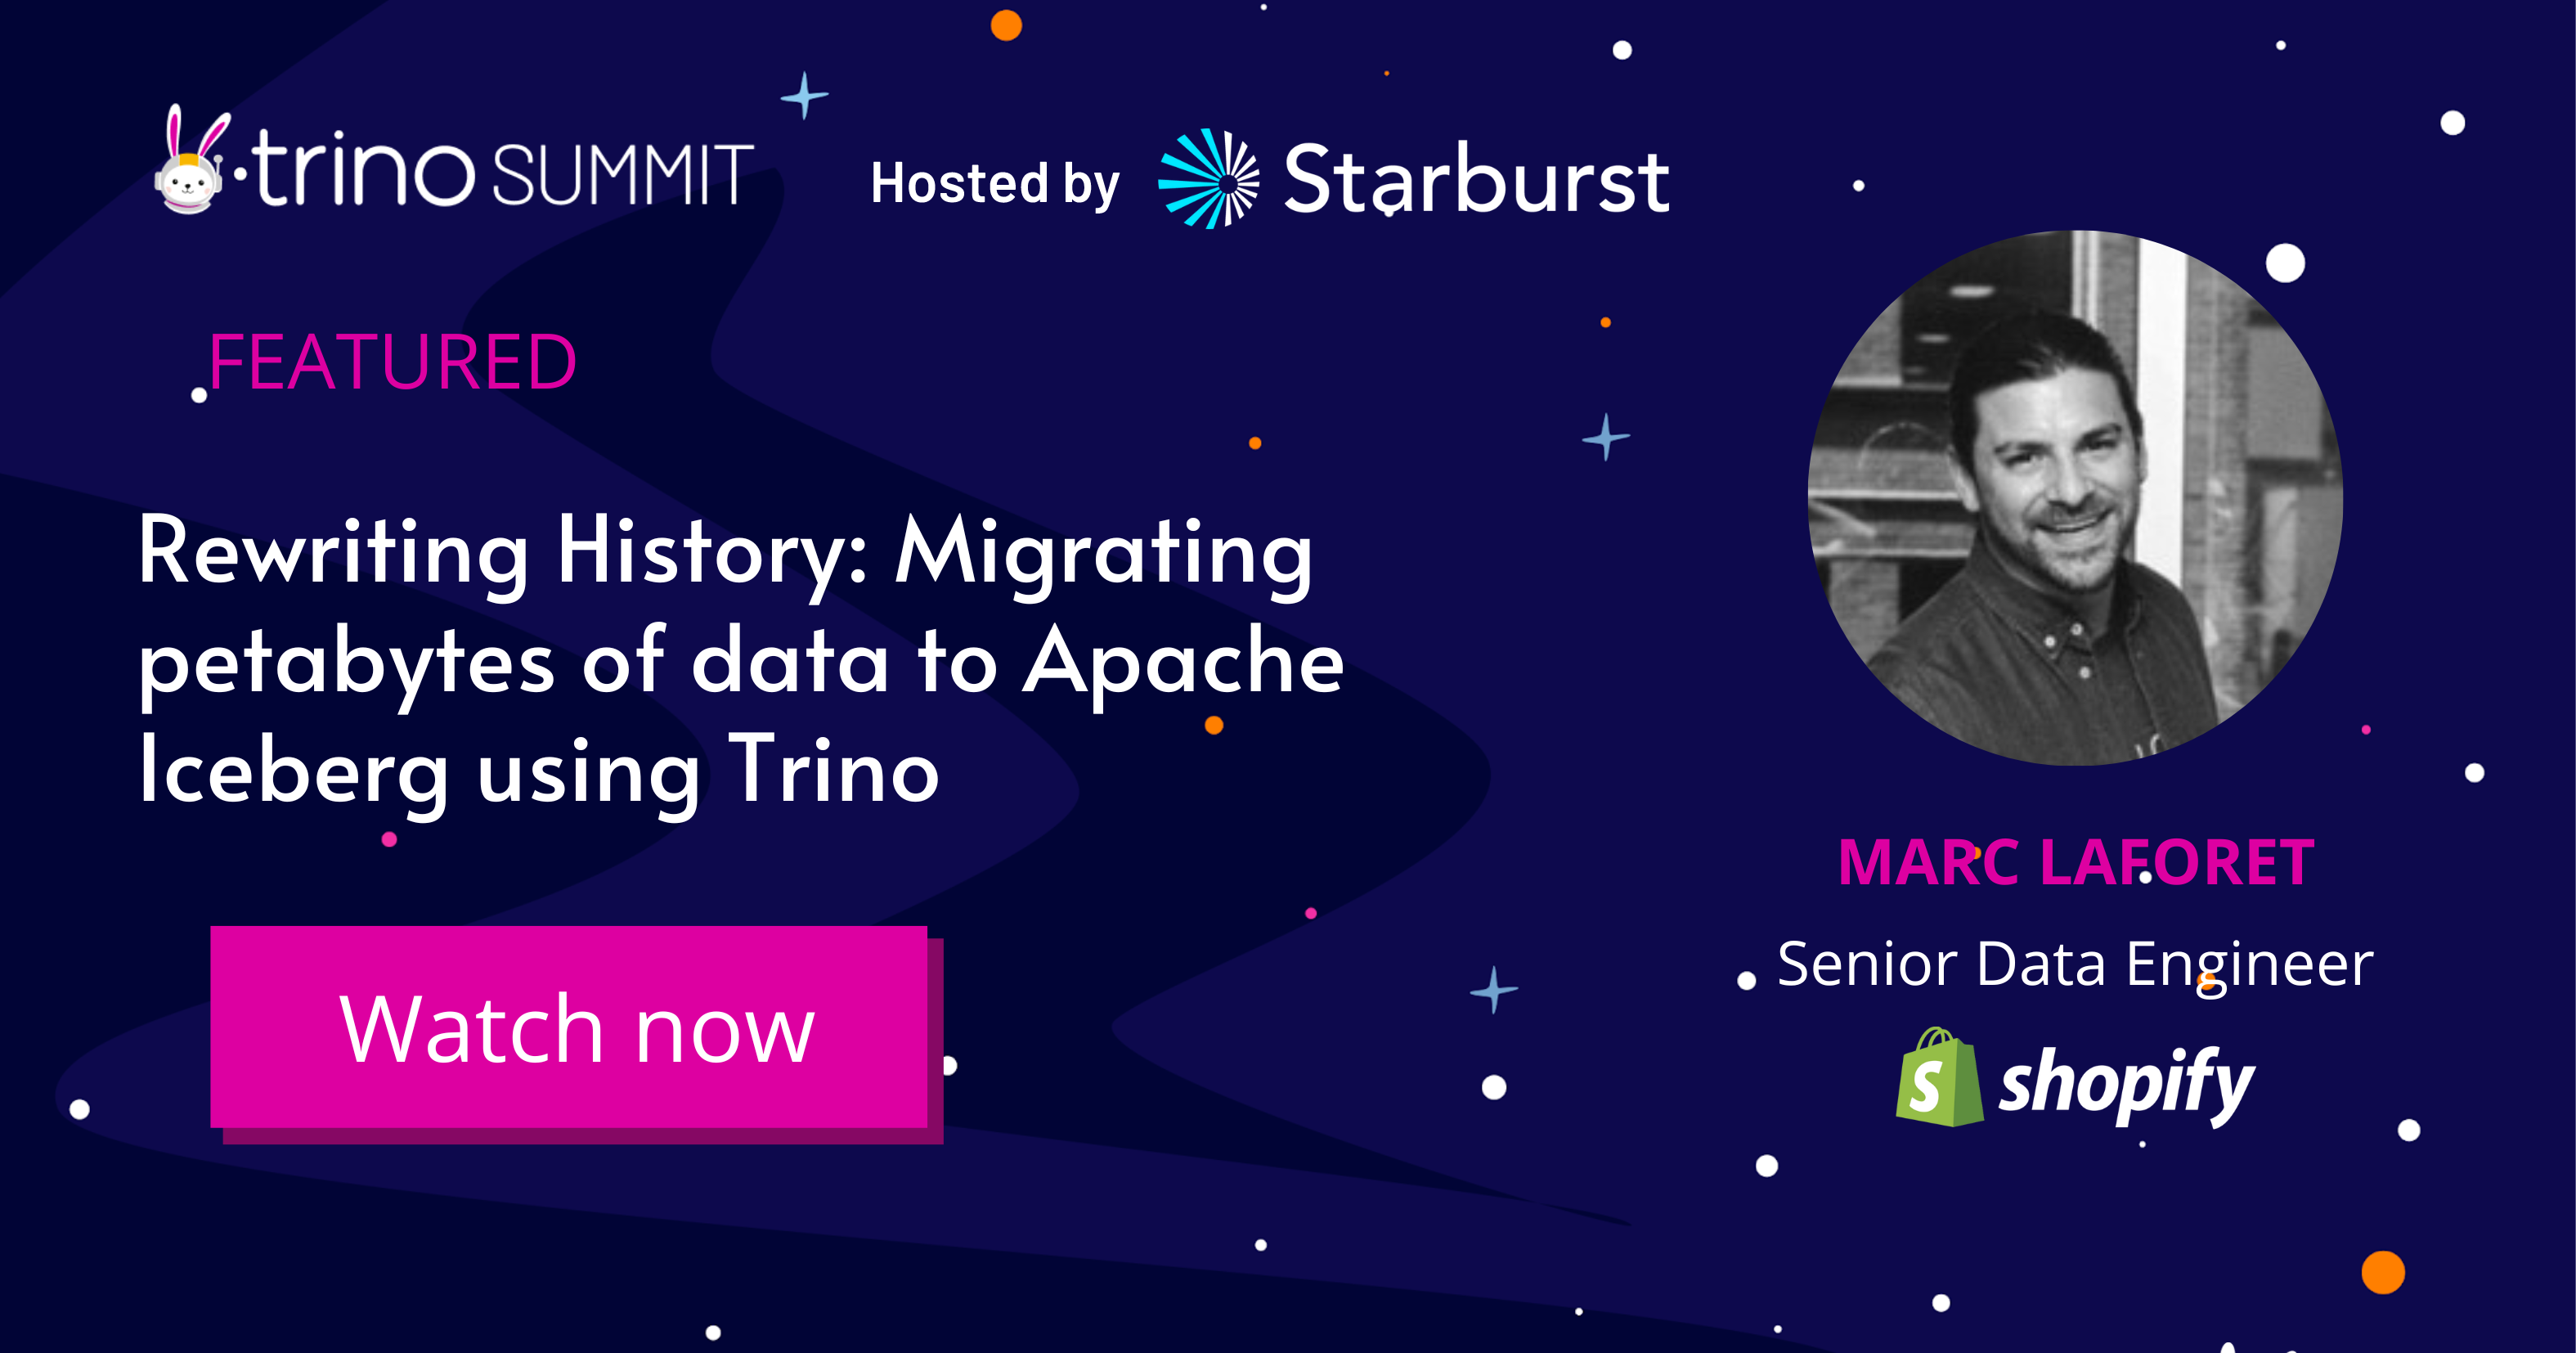 trino SUMMIT
Hosted by Starburst
FEATURED
Rewriting History: Migrating
petabytes of data to Apache
Iceberg using Trino
Watch now
MARC LAFORET
Senior Data Engineer
shopify